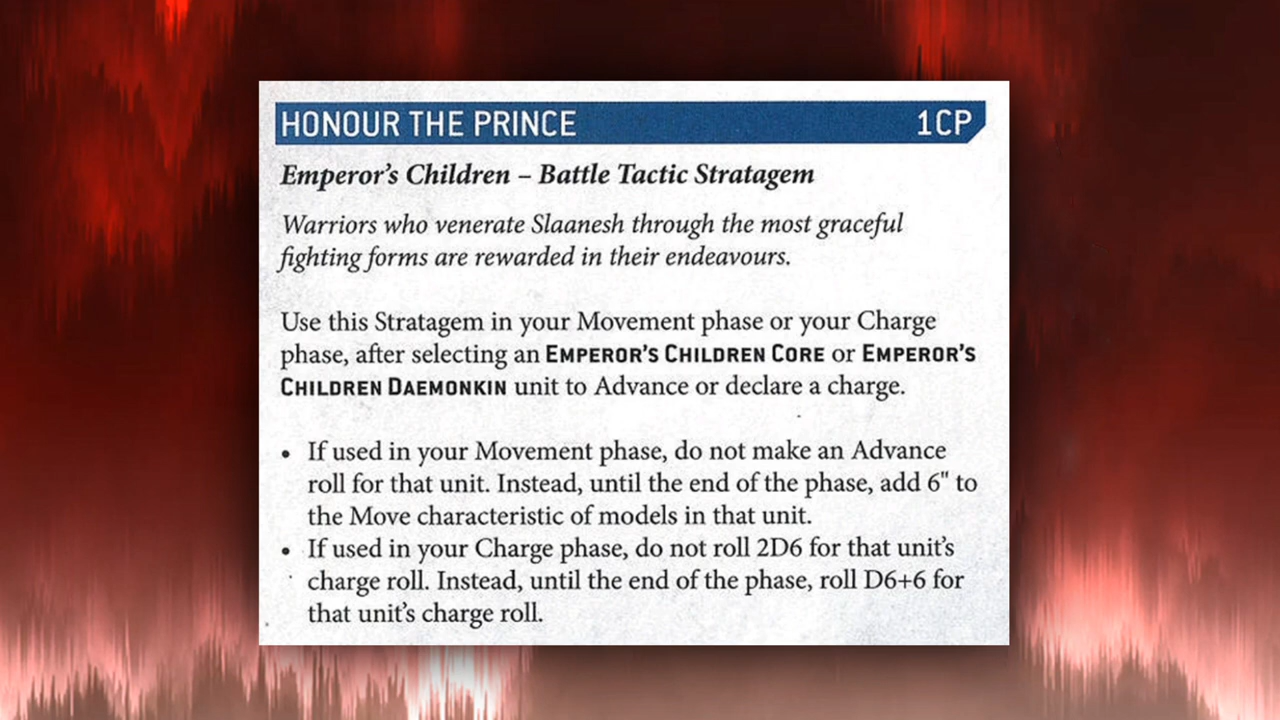 HONOUR THE PRINCE 1CP
Emperor's Children – Battle Tactic Stratagem
Warriors who venerate Slaanesh through the most graceful
fighting forms are rewarded in their endeavours.
Use this Stratagem in your Movement phase or your Charge
phase, after selecting an EMPEROR'S CHILDREN CORE or EMPEROR'S
CHILDREN DAEMONKIN unit to Advance or declare a charge.
• If used in your Movement phase, do not make an Advance
roll for that unit. Instead, until the end of the phase, add 6" to
the Move characteristic of models in that unit.
• If used in your Charge phase, do not roll 2D6 for that unit's
charge roll. Instead, until the end of the phase, roll D6+6 for
that unit's charge roll.